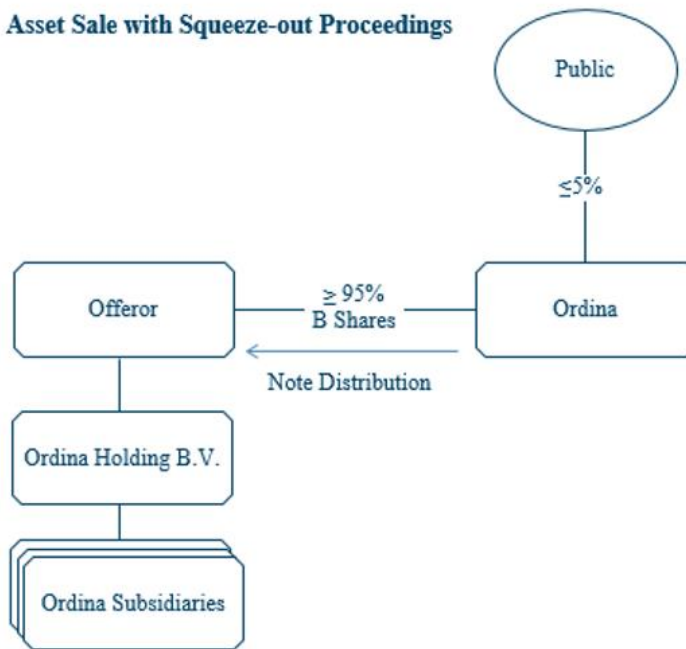 Asset Sale with Squeeze-out Proceedings
Public
≤5%
Offeror
≥ 95%
B Shares
Ordina
Note Distribution
Ordina Holding B.V.
Ordina Subsidiaries